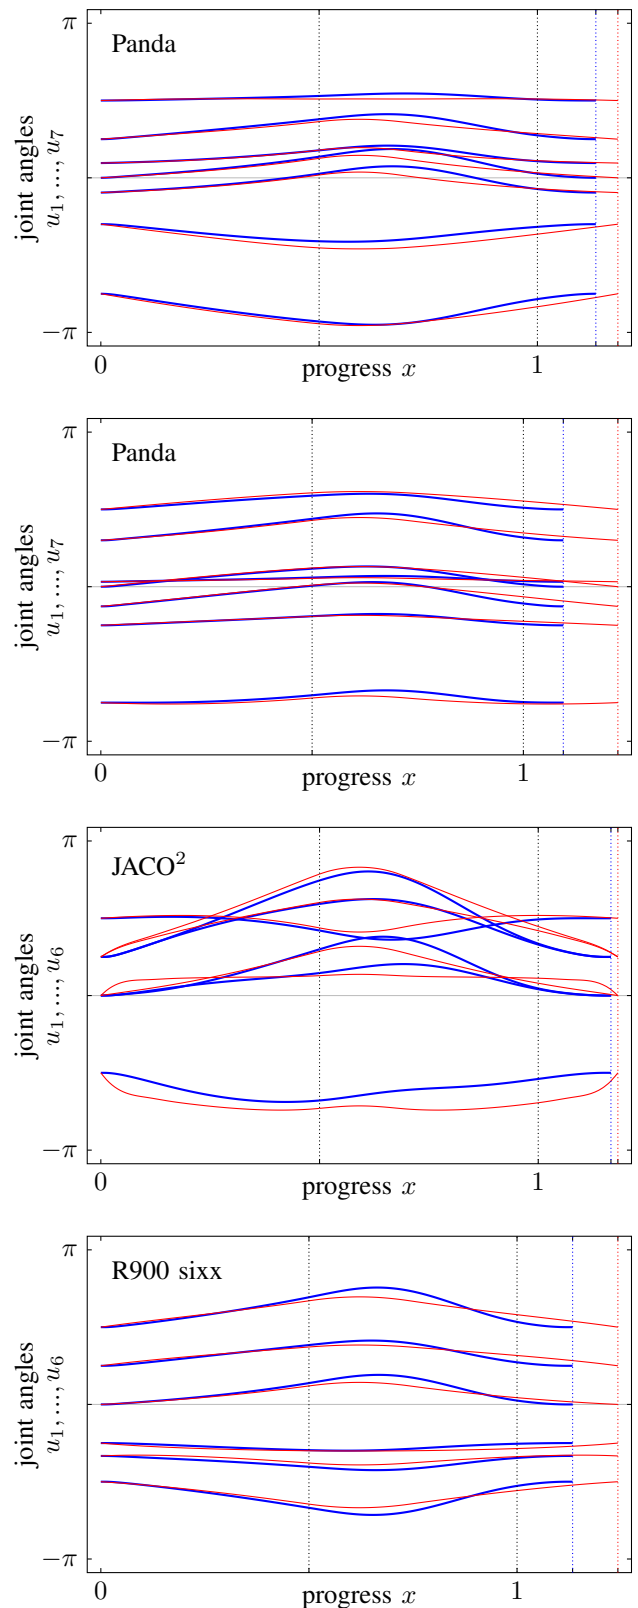 π
Panda
joint angles
u₁, ..., u₇
−π
0
1
progress x
π
Panda
joint angles
u₁, ..., u₇
−π
0
1
progress x
π
JACO²
joint angles
u₁, ..., u₆
−π
0
1
progress x
π
R900 sixx
joint angles
u₁, ..., u₆
−π
0
1
progress x